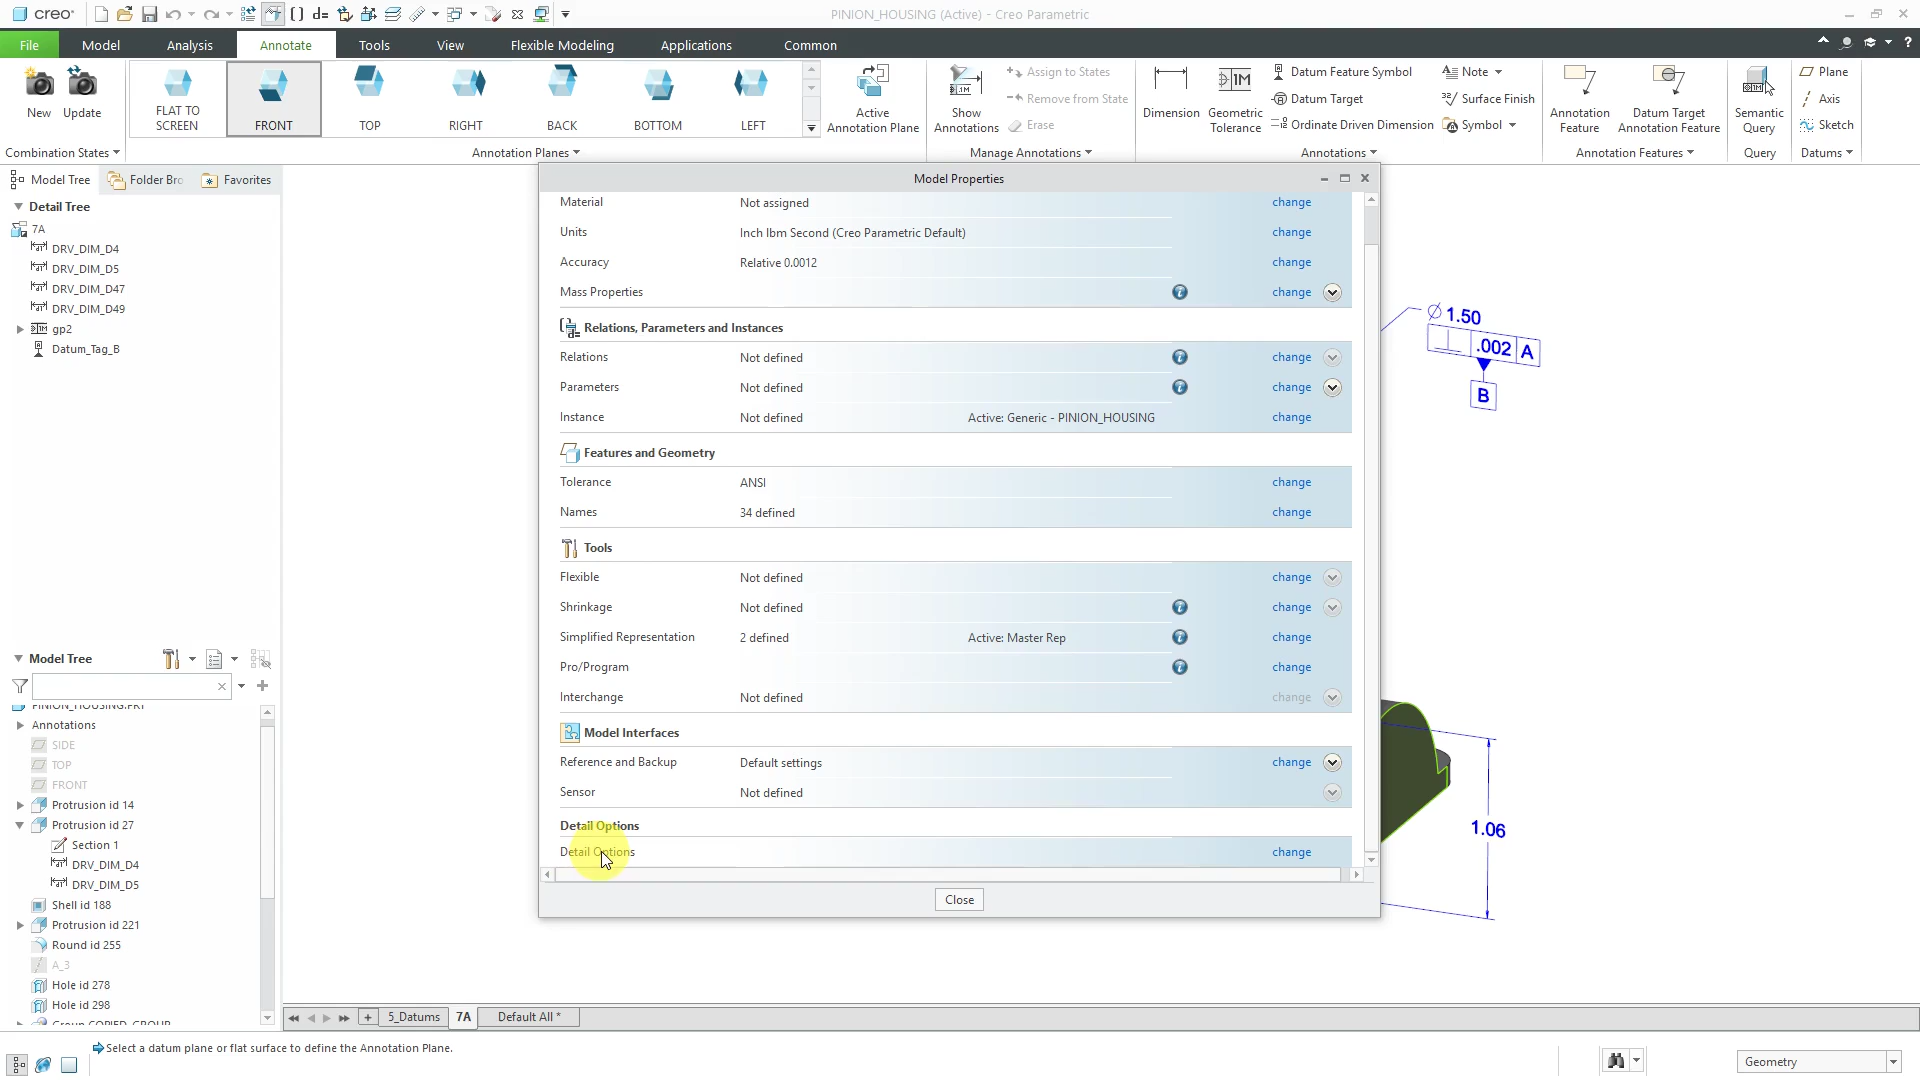 creo
PINION_HOUSING (Active) - Creo Parametric
File
Model
Analysis
Annotate
Tools
View
Flexible Modeling
Applications
Common
New
Update
FLAT TO SCREEN
FRONT
TOP
RIGHT
BACK
BOTTOM
LEFT
Active Annotation Plane
Show Annotations
Assign to States
Remove from State
Erase
Dimension
Geometric Tolerance
Datum Feature Symbol
Datum Target
Ordinate Driven Dimension
Note
Surface Finish
Symbol
Annotation Feature
Datum Target Annotation Feature
Semantic Query
Plane
Axis
Sketch
Combination States
Annotation Planes
Manage Annotations
Annotations
Annotation Features
Query
Datums
Model Tree
Folder Bro
Favorites
Detail Tree
7A
DRV_DIM_D4
DRV_DIM_D5
DRV_DIM_D47
DRV_DIM_D49
gp2
Datum_Tag_B
Model Tree
PINION_HOUSING.PRT
Annotations
SIDE
TOP
FRONT
Protrusion id 14
Protrusion id 27
Section 1
DRV_DIM_D4
DRV_DIM_D5
Shell id 188
Protrusion id 221
Round id 255
A_3
Hole id 278
Hole id 298
Group COPIED_GROUP
Model Properties
Material Not assigned change
Units Inch lbm Second (Creo Parametric Default) change
Accuracy Relative 0.0012 change
Mass Properties change
Relations, Parameters and Instances
Relations Not defined change
Parameters Not defined change
Instance Not defined Active: Generic - PINION_HOUSING change
Features and Geometry
Tolerance ANSI change
Names 34 defined change
Tools
Flexible Not defined change
Shrinkage Not defined change
Simplified Representation 2 defined Active: Master Rep change
Pro/Program change
Interchange Not defined change
Model Interfaces
Reference and Backup Default settings change
Sensor Not defined
Detail Options
Detail Options change
Close
∅ 1.50
⊥ .002 A
B
1.06
5_Datums
7A
Default All *
Select a datum plane or flat surface to define the Annotation Plane.
Geometry